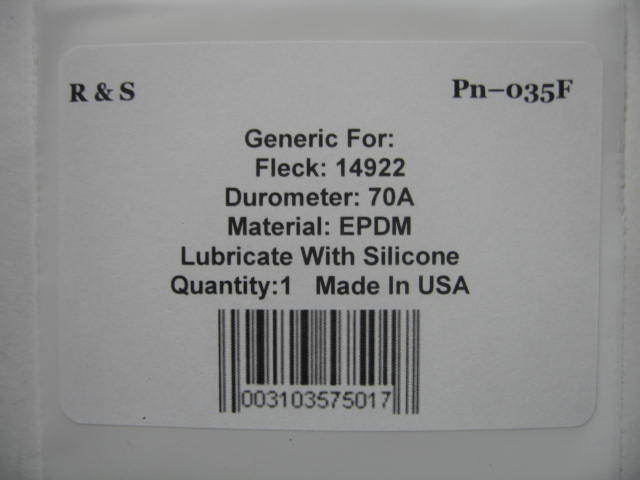 R & S Pn-035F
Generic For:
Fleck: 14922
Durometer: 70A
Material: EPDM
Lubricate With Silicone
Quantity:1 Made In USA
003103575017